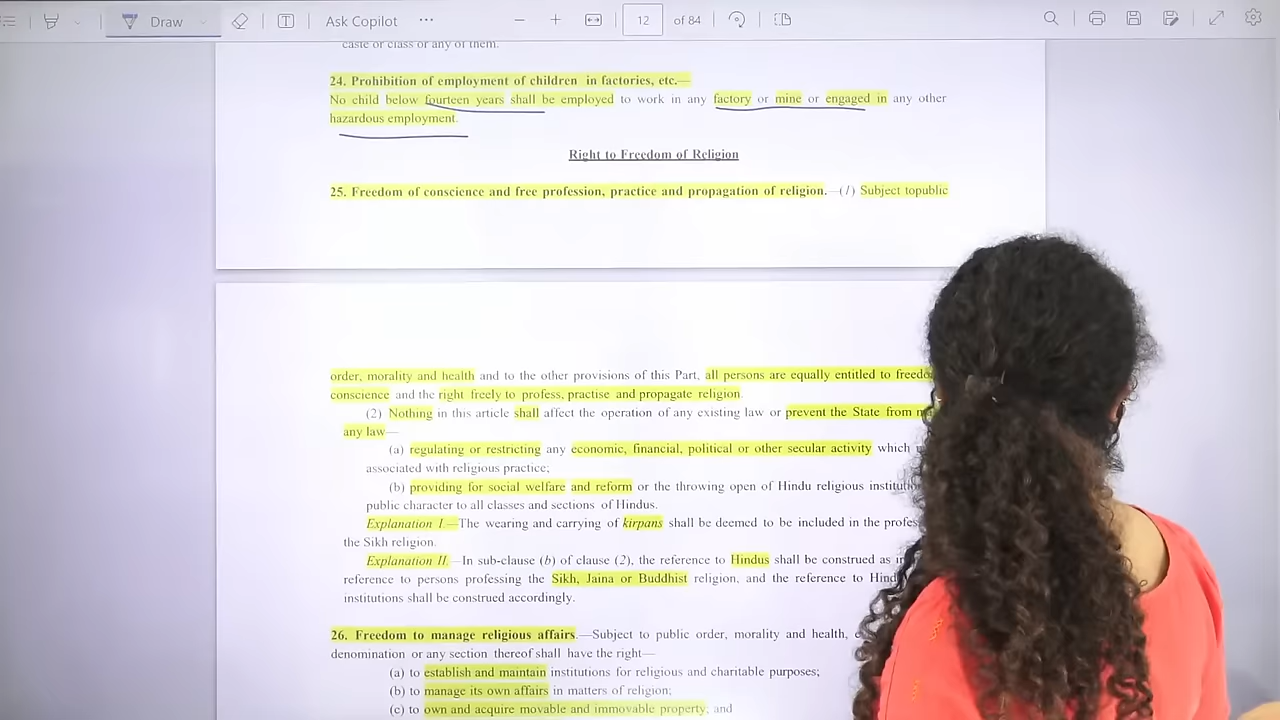 Draw
Ask Copilot
12 of 84
caste or class or any of them.
24. Prohibition of employment of children in factories, etc.—
No child below fourteen years shall be employed to work in any factory or mine or engaged in any other
hazardous employment.
Right to Freedom of Religion
25. Freedom of conscience and free profession, practice and propagation of religion.—(1) Subject topublic
order, morality and health and to the other provisions of this Part, all persons are equally entitled to
conscience and the right freely to profess, practise and propagate religion.
(2) Nothing in this article shall affect the operation of any existing law or prevent the State from
any law—
(a) regulating or restricting any economic, financial, political or other secular activity which
associated with religious practice;
(b) providing for social welfare and reform or the throwing open of Hindu religious
public character to all classes and sections of Hindus.
Explanation I.—The wearing and carrying of kirpans shall be deemed to be included in the
the Sikh religion.
Explanation II.—In sub-clause (b) of clause (2), the reference to Hindus shall be construed as
reference to persons professing the Sikh, Jaina or Buddhist religion, and the reference to
institutions shall be construed accordingly.
26. Freedom to manage religious affairs.—Subject to public order, morality and health,
denomination or any section thereof shall have the right—
(a) to establish and maintain institutions for religious and charitable purposes;
(b) to manage its own affairs in matters of religion;
(c) to own and acquire movable and immovable property; and